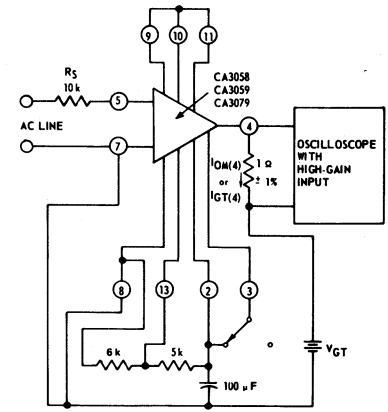 9
10
11
CA3058
CA3059
CA3079
RS
10k
5
AC LINE
7
4
OSCILLOSCOPE
WITH
HIGH-GAIN
INPUT
IOM(4)
or
IGT(4)
1 Ω
± 1%
8
13
2
3
6k
5k
100 µF
VGT